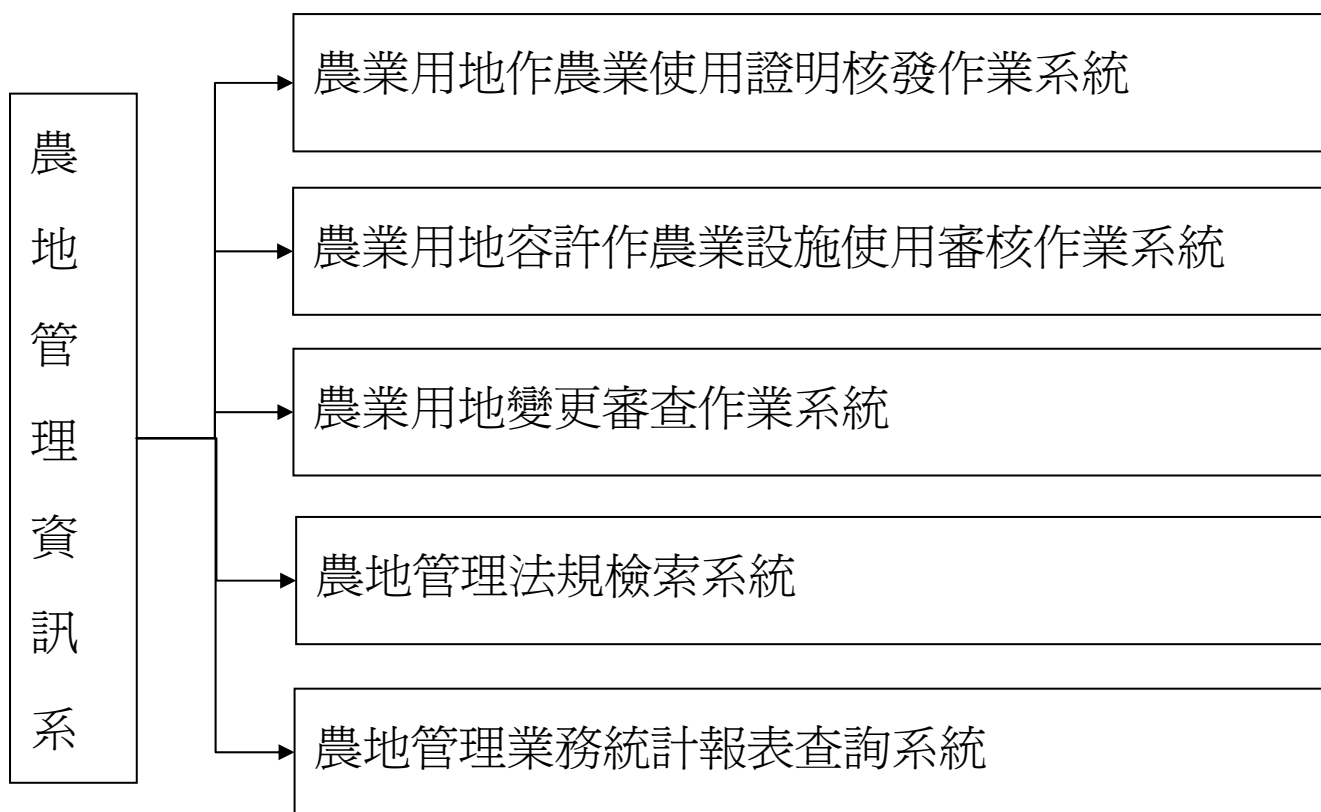 農地管理資訊系
農業用地作農業使用證明核發作業系統
農業用地容許作農業設施使用審核作業系統
農業用地變更審查作業系統
農地管理法規檢索系統
農地管理業務統計報表查詢系統